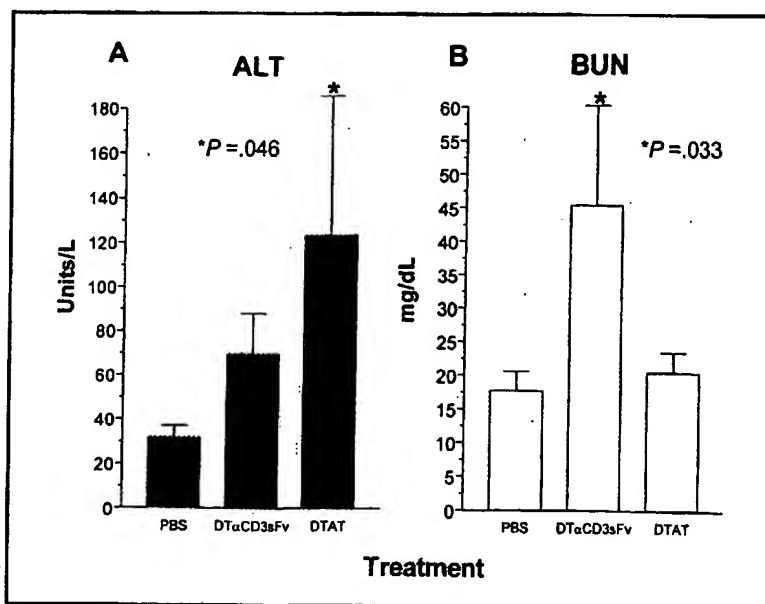 A
ALT
Units/L
180
160
140
120
100
80
60
40
20
0
*
*P =.046
PBS
DTαCD3sFv
DTAT
B
BUN
mg/dL
60
55
50
45
40
35
30
25
20
15
10
5
0
*
*P =.033
PBS
DTαCD3sFv
DTAT
Treatment